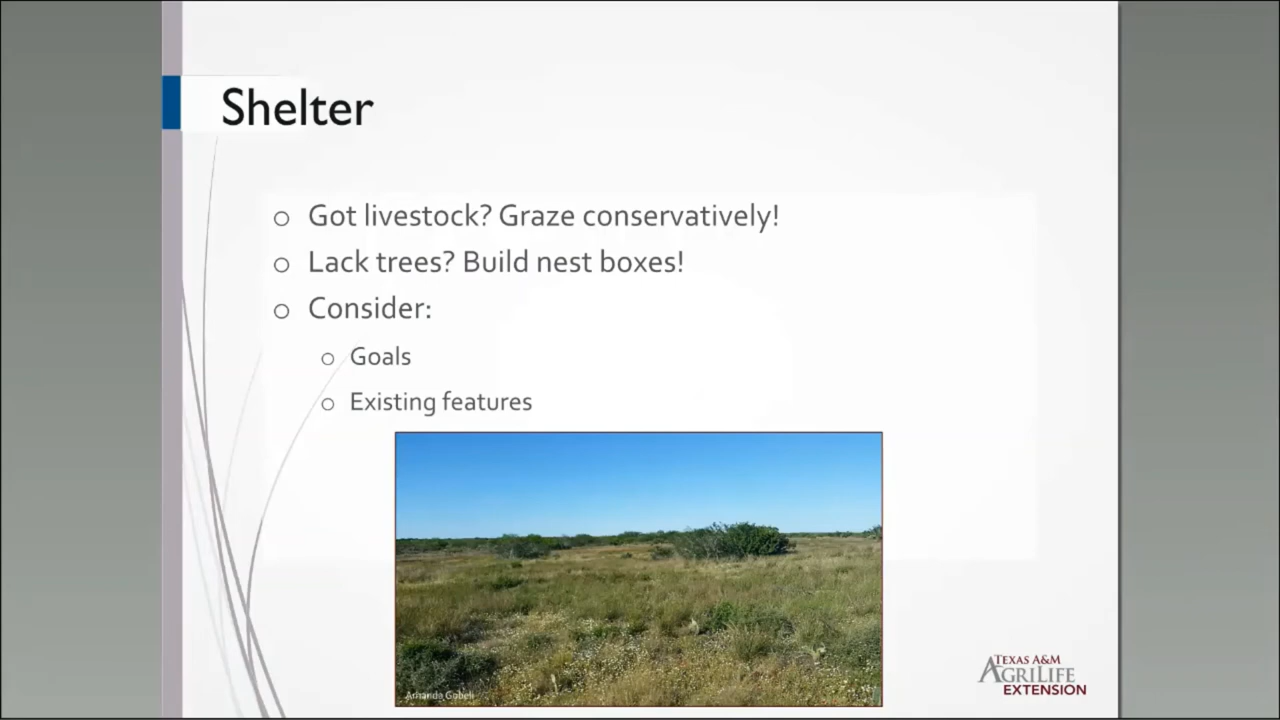 Shelter
Got livestock? Graze conservatively!
Lack trees? Build nest boxes!
Consider:
Goals
Existing features
Amanda Gobeli
TEXAS A&M
AGRILIFE
EXTENSION